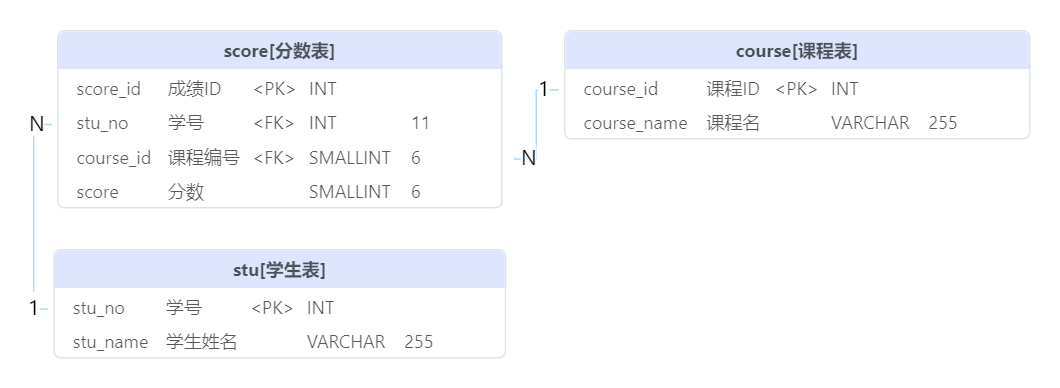 score[分数表]
score_id 成绩ID <PK> INT
stu_no 学号 <FK> INT 11
course_id 课程编号 <FK> SMALLINT 6
score 分数 SMALLINT 6
N
N
1
course[课程表]
course_id 课程ID <PK> INT
course_name 课程名 VARCHAR 255
stu[学生表]
stu_no 学号 <PK> INT
stu_name 学生姓名 VARCHAR 255
1